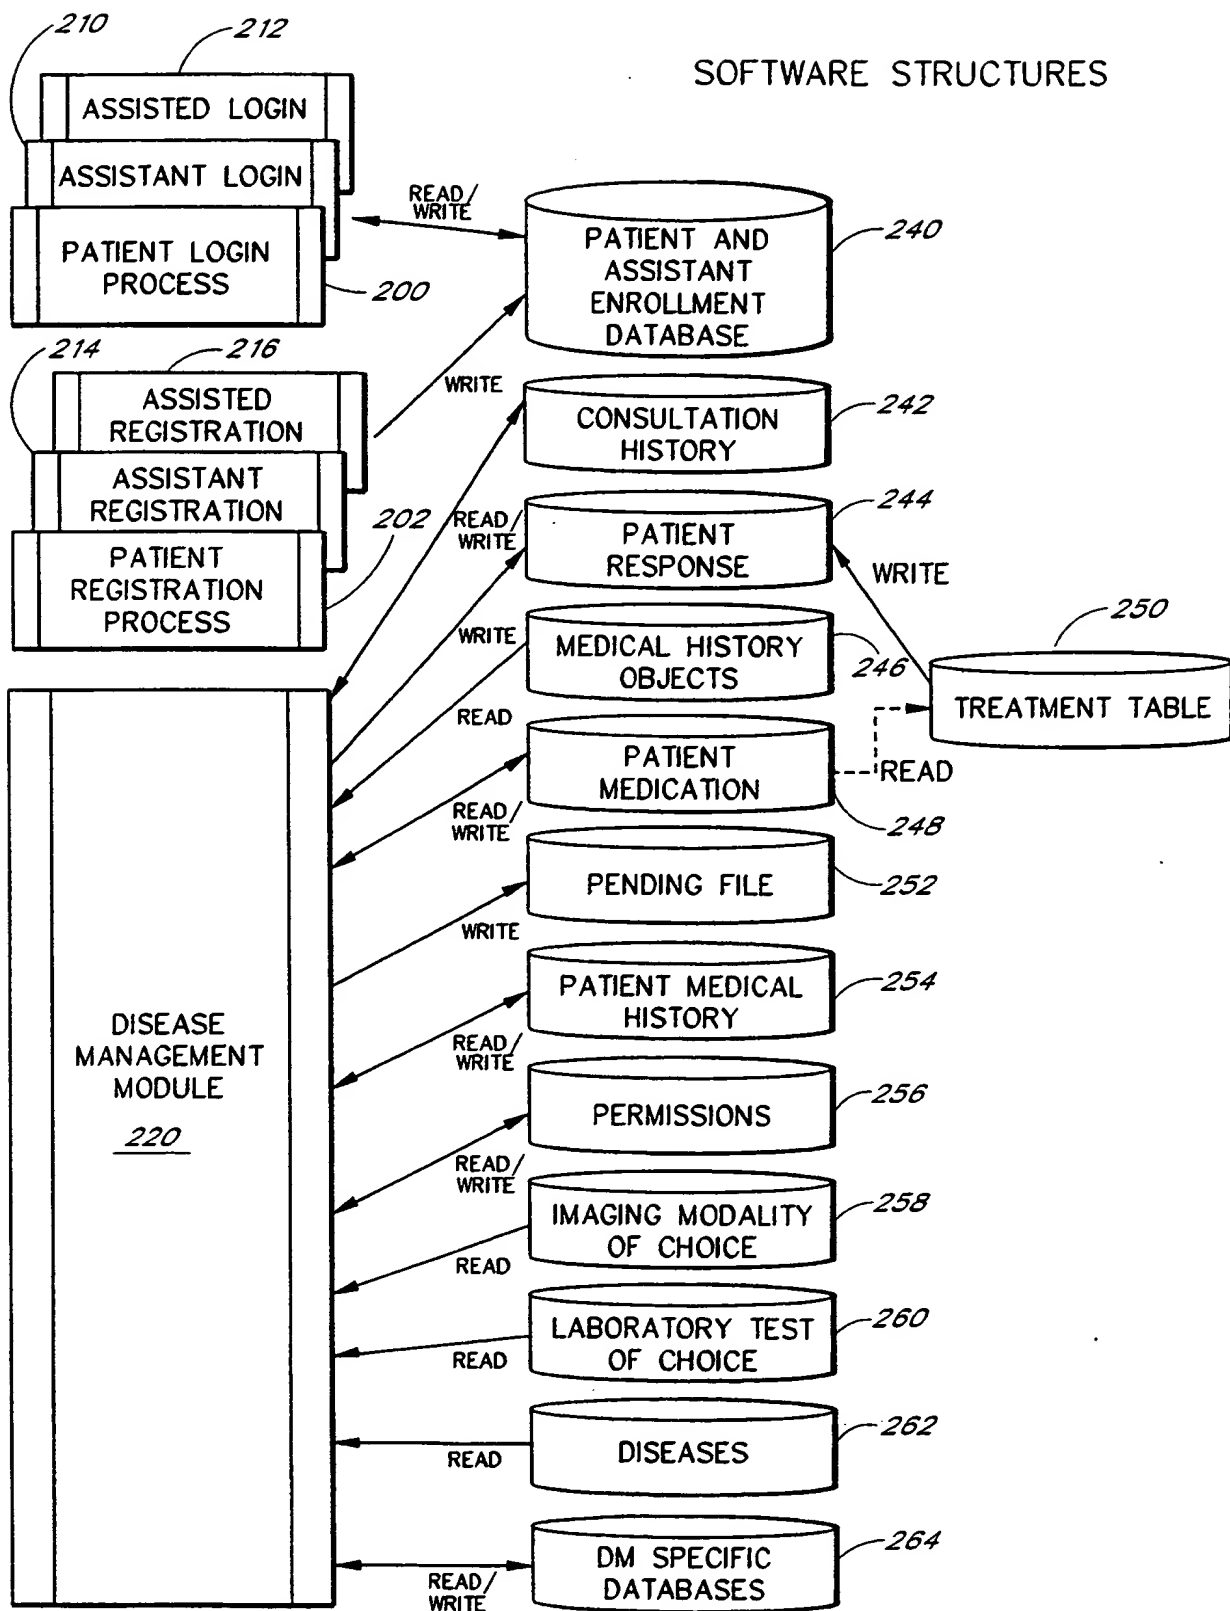 SOFTWARE STRUCTURES
210
212
ASSISTED LOGIN
ASSISTANT LOGIN
PATIENT LOGIN
PROCESS
200
READ/
WRITE
PATIENT AND
ASSISTANT
ENROLLMENT
DATABASE
240
214
216
ASSISTED
REGISTRATION
ASSISTANT
REGISTRATION
PATIENT
REGISTRATION
PROCESS
202
WRITE
CONSULTATION
HISTORY
242
READ/
WRITE
PATIENT
RESPONSE
244
WRITE
250
TREATMENT TABLE
READ
WRITE
MEDICAL HISTORY
OBJECTS
246
READ
PATIENT
MEDICATION
248
READ/
WRITE
PENDING FILE
252
WRITE
PATIENT MEDICAL
HISTORY
254
READ/
WRITE
DISEASE
MANAGEMENT
MODULE
220
PERMISSIONS
256
READ/
WRITE
IMAGING MODALITY
OF CHOICE
258
READ
LABORATORY TEST
OF CHOICE
260
READ
DISEASES
262
READ
DM SPECIFIC
DATABASES
264
READ/
WRITE